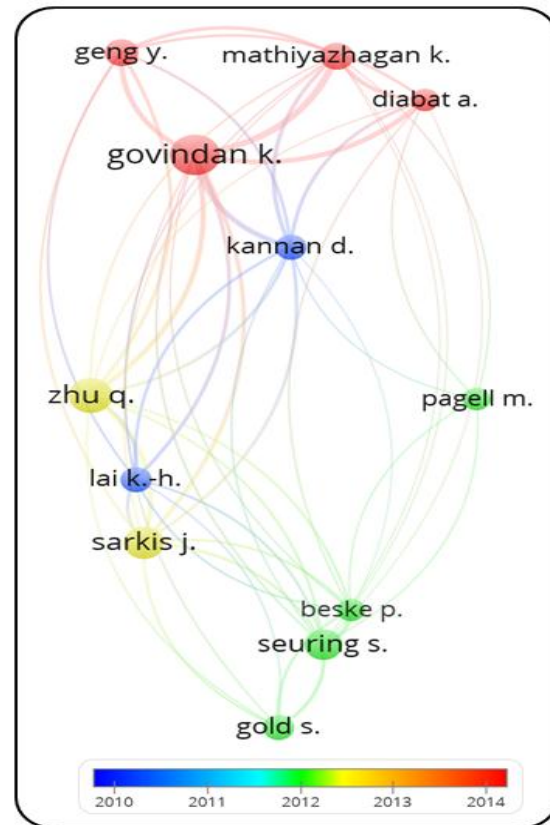 geng y.
mathiyazhagan k.
diabat a.
govindan k.
kannan d.
zhu q.
pagell m.
lai k.-h.
sarkis j.
beske p.
seuring s.
gold s.
2010 2011 2012 2013 2014